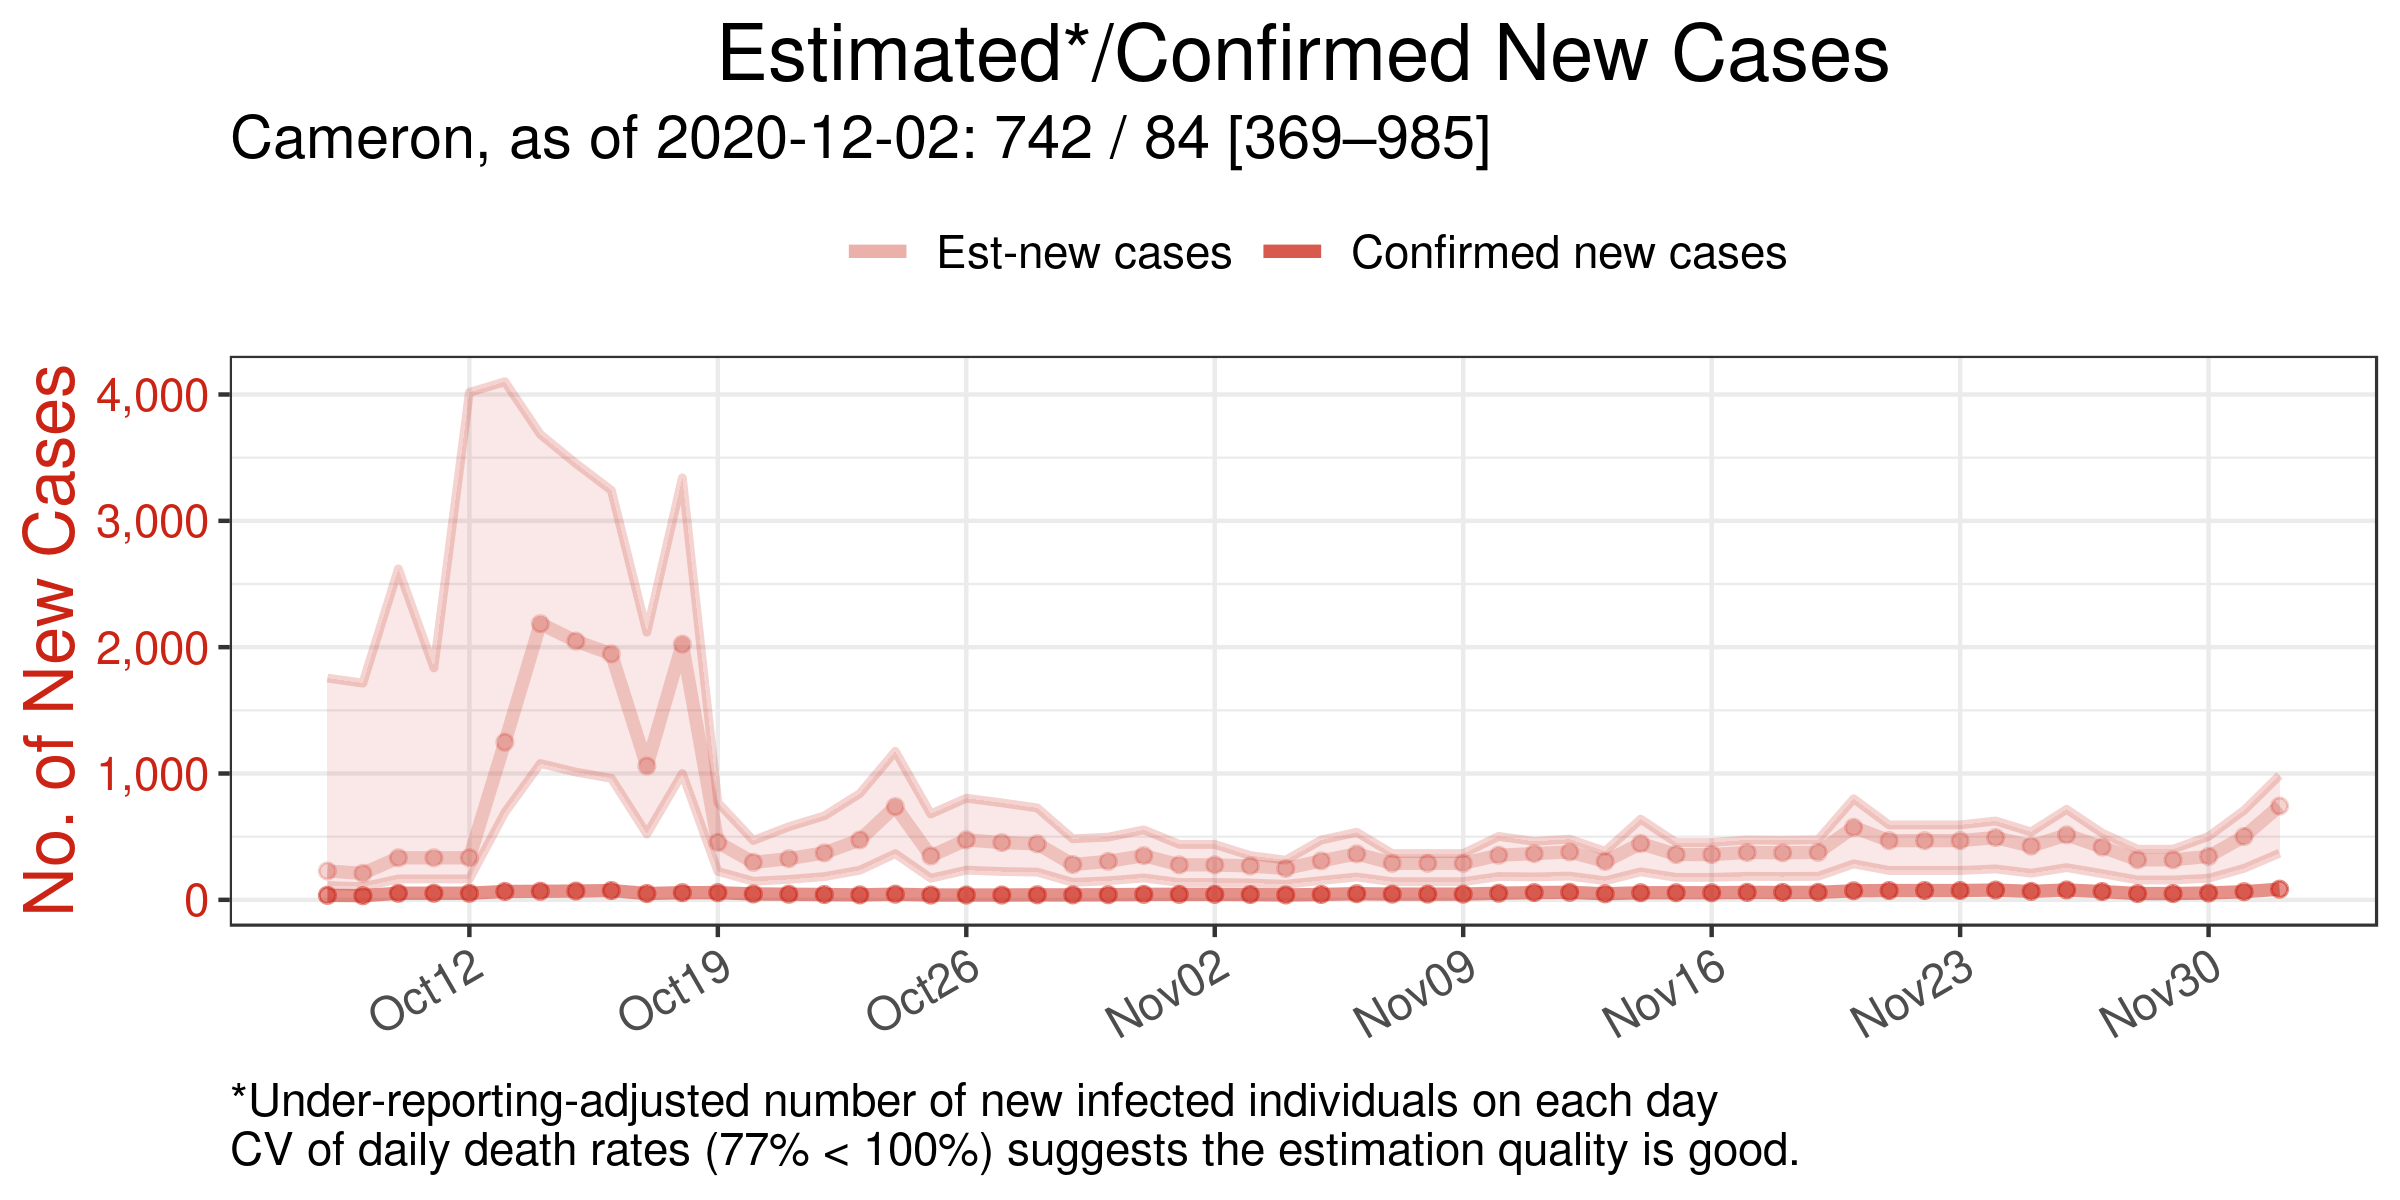 Estimated*/Confirmed New Cases
Cameron, as of 2020-12-02: 742 / 84 [369–985]
Est-new cases
Confirmed new cases
No. of New Cases
4,000
3,000
2,000
1,000
0
Oct12
Oct19
Oct26
Nov02
Nov09
Nov16
Nov23
Nov30
*Under-reporting-adjusted number of new infected individuals on each day
CV of daily death rates (77% < 100%) suggests the estimation quality is good.